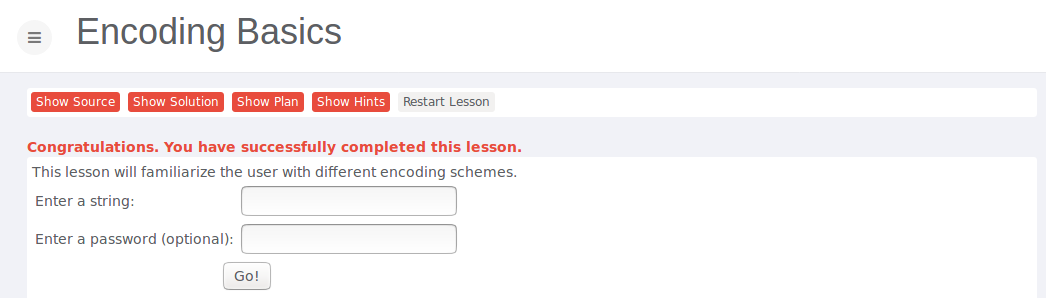 Encoding Basics
Show Source Show Solution Show Plan Show Hints Restart Lesson
Congratulations. You have successfully completed this lesson.
This lesson will familiarize the user with different encoding schemes.
Enter a string:
Enter a password (optional):
Go!